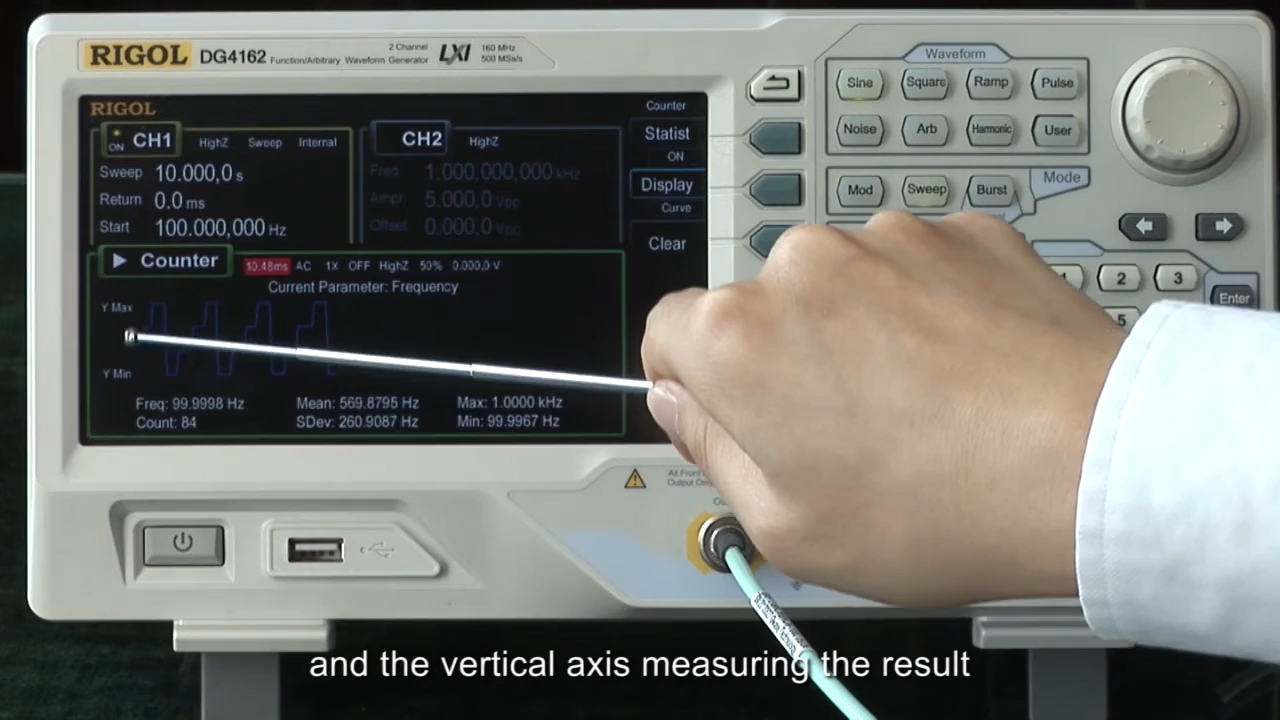 RIGOL DG4162 Function/Arbitrary Waveform Generator
2 Channel
LXI
160 MHz
500 MSa/s
RIGOL
ON CH1 HighZ Sweep Internal
Sweep 10.000,0 s
Return 0.0 ms
Start 100.000,000 Hz
CH2 HighZ
Freq 1.000,000,000 kHz
Ampl 5.000,0 Vpp
Offset 0.000,0 Vdc
Counter
Statist
ON
Display
Curve
Clear
Counter 10.48ms AC 1X OFF HighZ 50% 0.000,0 V
Current Parameter: Frequency
Y Max
Y Min
Freq: 99.9998 Hz Mean: 569.8795 Hz Max: 1.0000 kHz
Count: 84 SDev: 260.9087 Hz Min: 99.9967 Hz
Waveform
Sine Square Ramp Pulse
Noise Arb Harmonic User
Mod Sweep Burst Mode
1 2 3
Enter
5
All Front
Output Only
and the vertical axis measuring the result